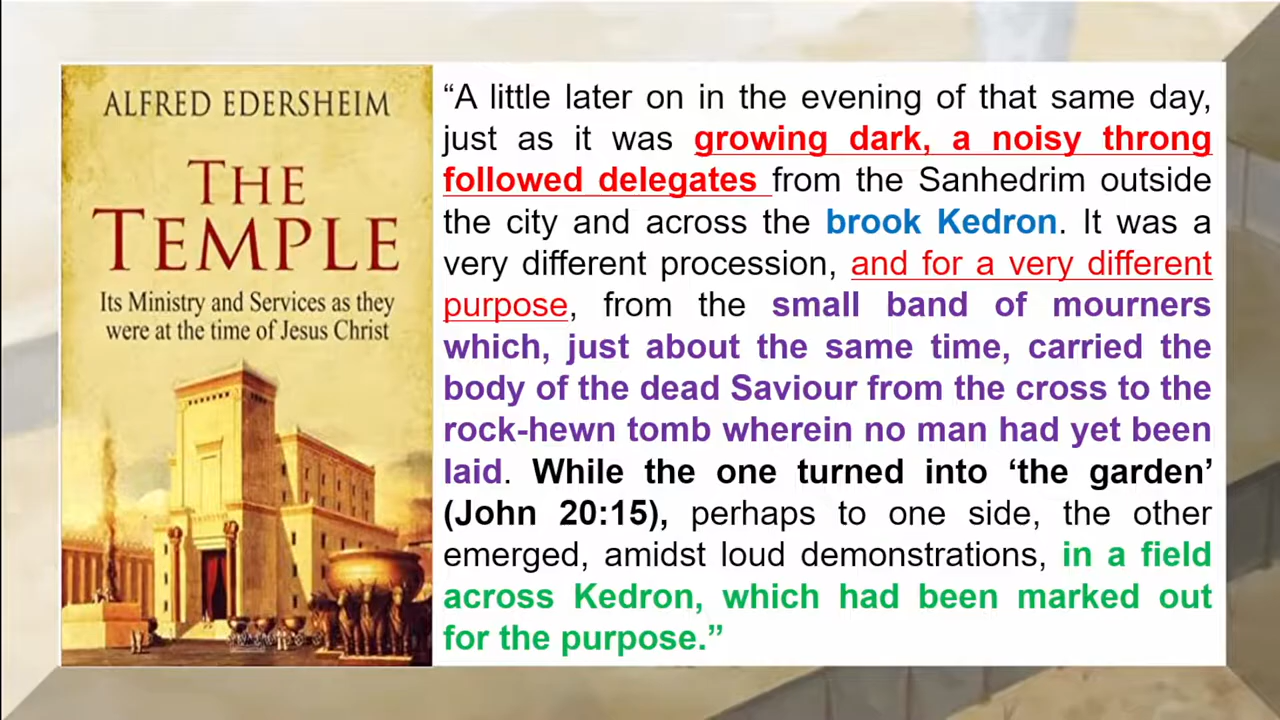 ALFRED EDERSHEIM
THE
TEMPLE
Its Ministry and Services as they
were at the time of Jesus Christ
“A little later on in the evening of that same day,
just as it was growing dark, a noisy throng
followed delegates from the Sanhedrim outside
the city and across the brook Kedron. It was a
very different procession, and for a very different
purpose, from the small band of mourners
which, just about the same time, carried the
body of the dead Saviour from the cross to the
rock-hewn tomb wherein no man had yet been
laid. While the one turned into ‘the garden’
(John 20:15), perhaps to one side, the other
emerged, amidst loud demonstrations, in a field
across Kedron, which had been marked out
for the purpose.”